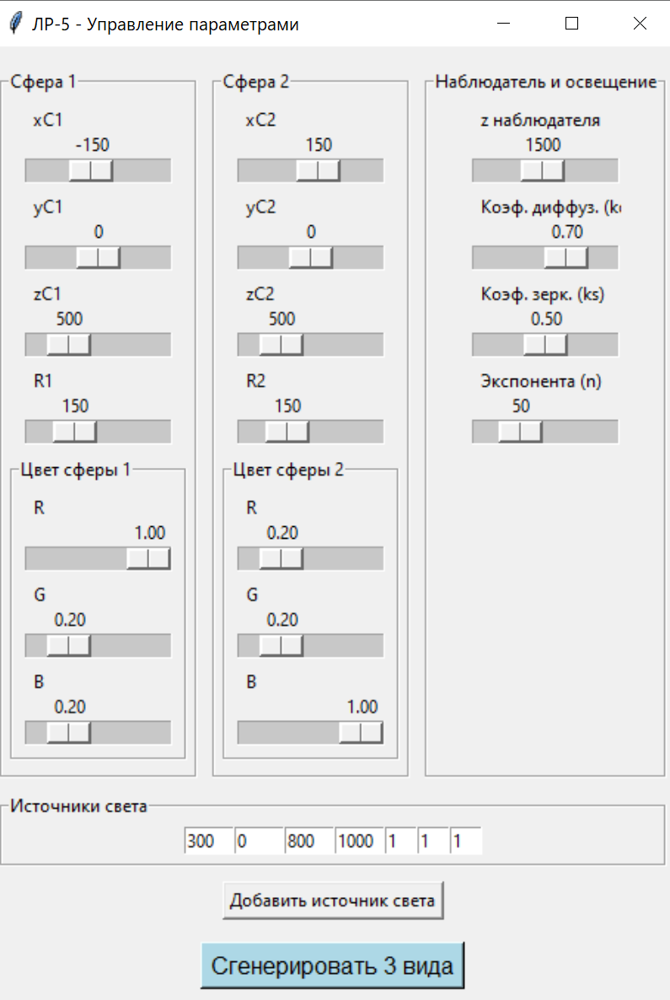 ЛР-5 - Управление параметрами
Сфера 1
xC1
-150
yC1
0
zC1
500
R1
150
Цвет сферы 1
R
1.00
G
0.20
B
0.20
Сфера 2
xC2
150
yC2
0
zC2
500
R2
150
Цвет сферы 2
R
0.20
G
0.20
B
1.00
Наблюдатель и освещение
z наблюдателя
1500
Коэф. диффуз.
0.70
Коэф. зерк. (ks)
0.50
Экспонента (n)
50
Источники света
300 0 800 1000 1 1 1
Добавить источник света
Сгенерировать 3 вида